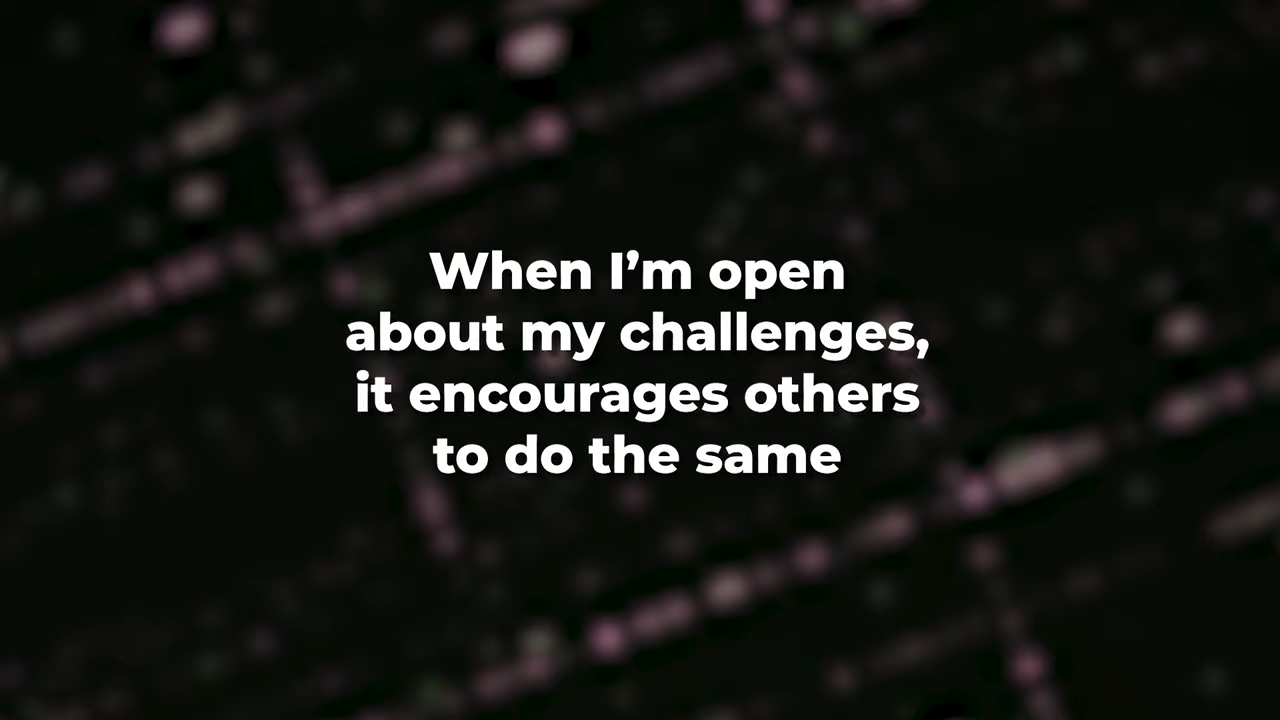 When I’m open
about my challenges,
it encourages others
to do the same